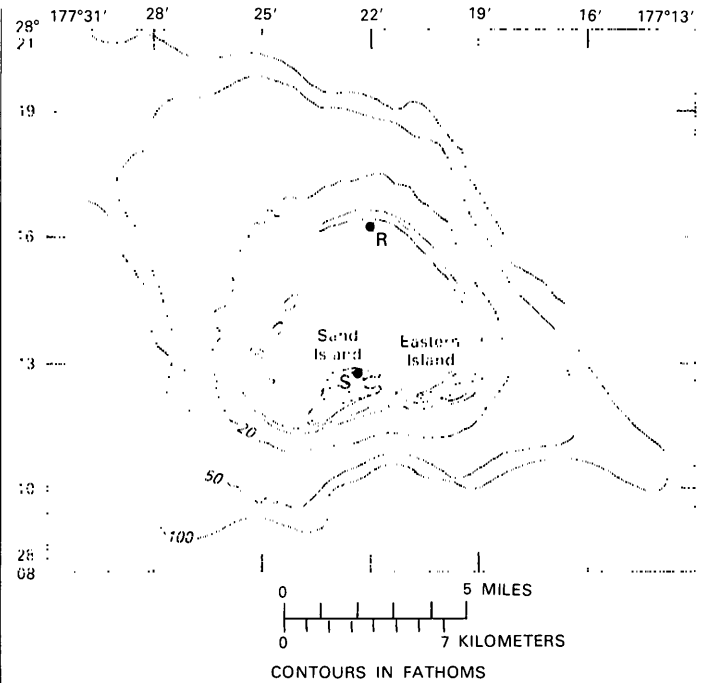 177°31' 28' 25' 22' 19' 16' 177°13'
28°
21
19
16
R
Sand
Island
Eastern
Island
13
S
20
50
10
100
28
08
0 5 MILES
0 7 KILOMETERS
CONTOURS IN FATHOMS